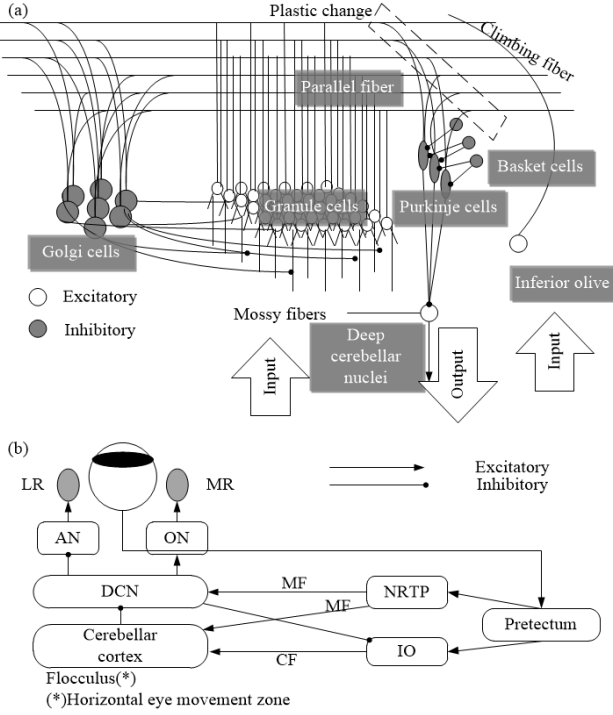 (a)
Plastic change
Climbing fiber
Parallel fiber
Basket cells
Granule cells
Purkinje cells
Golgi cells
Inferior olive
Excitatory
Inhibitory
Mossy fibers
Deep
cerebellar
nuclei
Input
Output
Input
(b)
LR
MR
Excitatory
Inhibitory
AN
ON
DCN
MF
NRTP
MF
Pretectum
Cerebellar
cortex
CF
IO
Flocculus(*)
(*)Horizontal eye movement zone